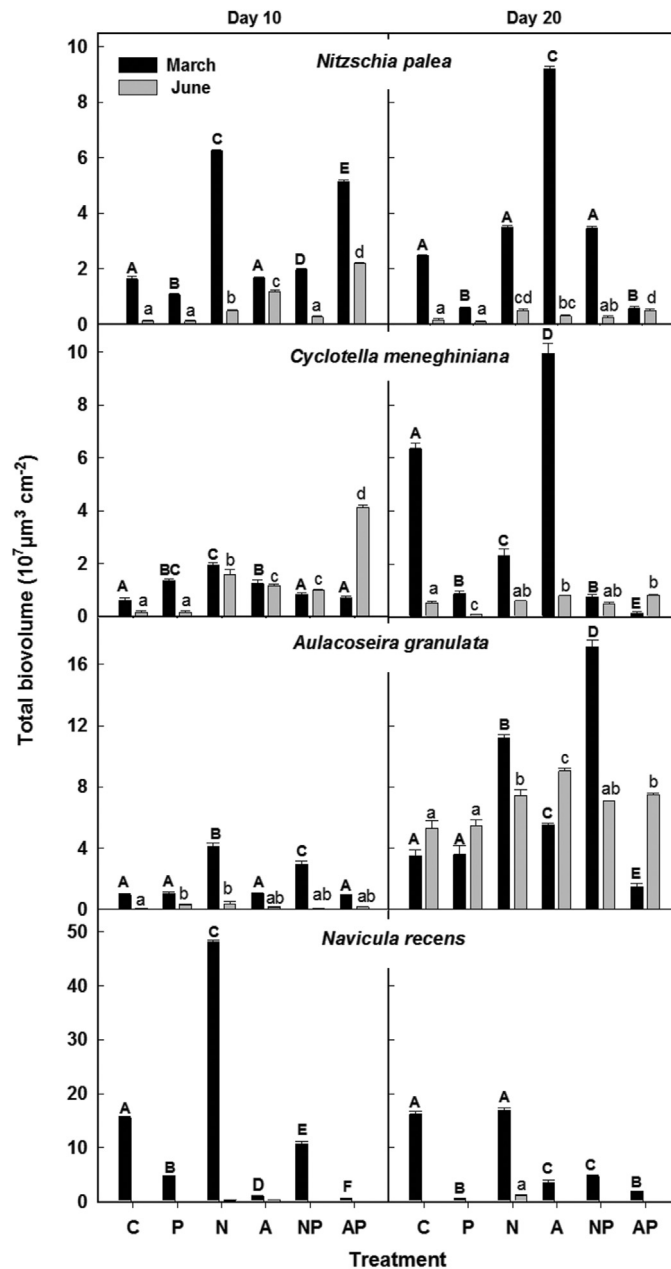 Day 10 Day 20
March
June
Nitzschia palea
10
8
6
4
2
0
A a B a C b A c D a E d
A a B a A cd C bc A ab B d
Cyclotella meneghiniana
10
8
6
4
2
0
A a BC a C b B c A c A d
A a B c C ab D b B ab E b
Aulacoseira granulata
16
12
8
4
0
A a A b B b A ab C ab A ab
A a A a B b C c D ab E b
Navicula recens
50
40
30
20
10
0
A B C D E F
A B A a C C B
C P N A NP AP C P N A NP AP
Treatment
Total biovolume (10⁷µm³ cm⁻²)